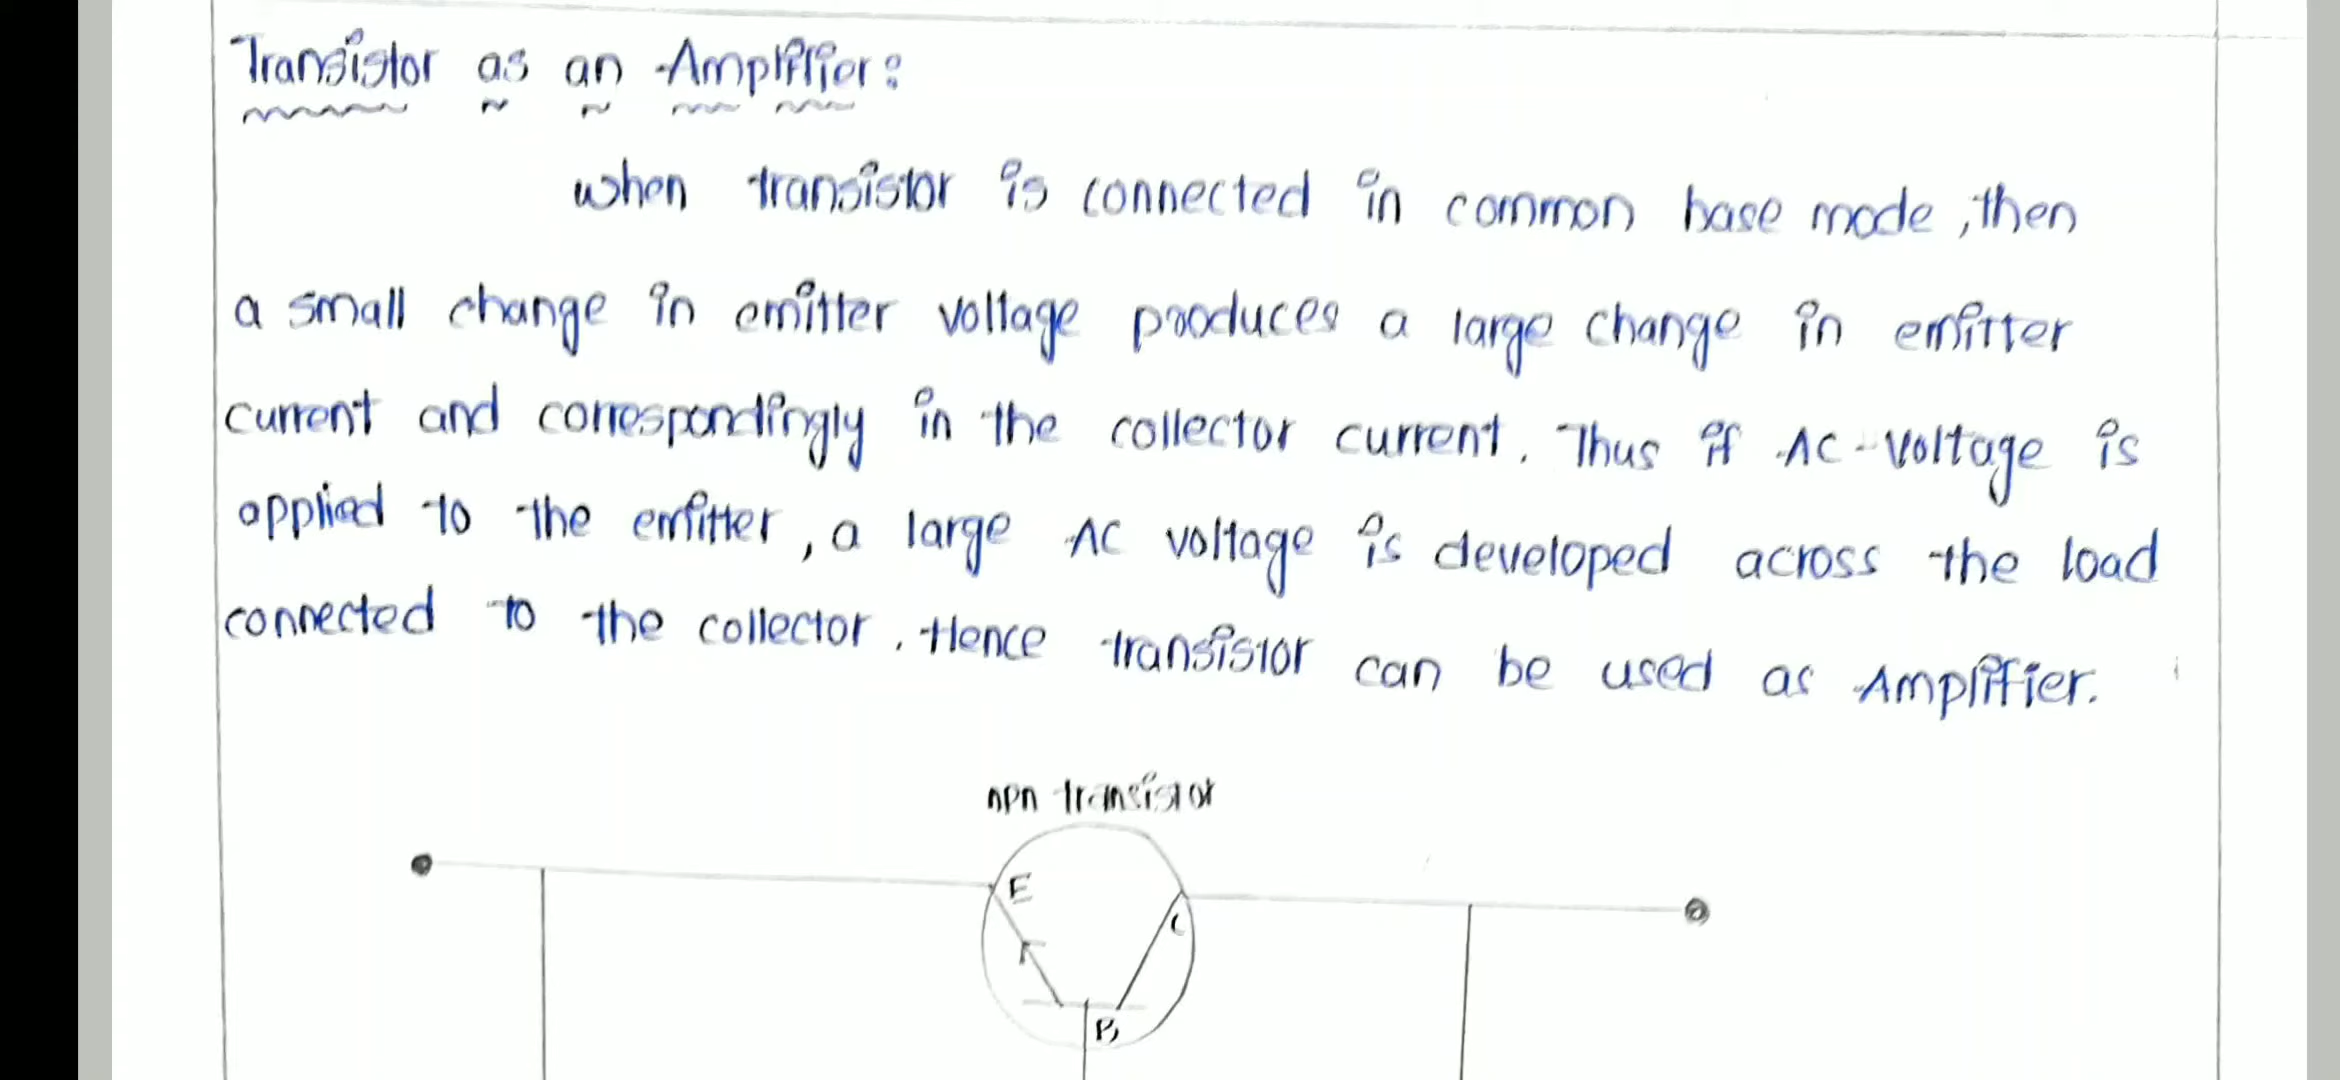 Transistor as an Amplifier:
when transistor is connected in common base mode, then
a small change in emitter voltage produces a large change in emitter
current and correspondingly in the collector current. Thus if AC-voltage is
applied to the emitter, a large AC voltage is developed across the load
connected to the collector. Hence transistor can be used as Amplifier.
npn transistor
E
C
B